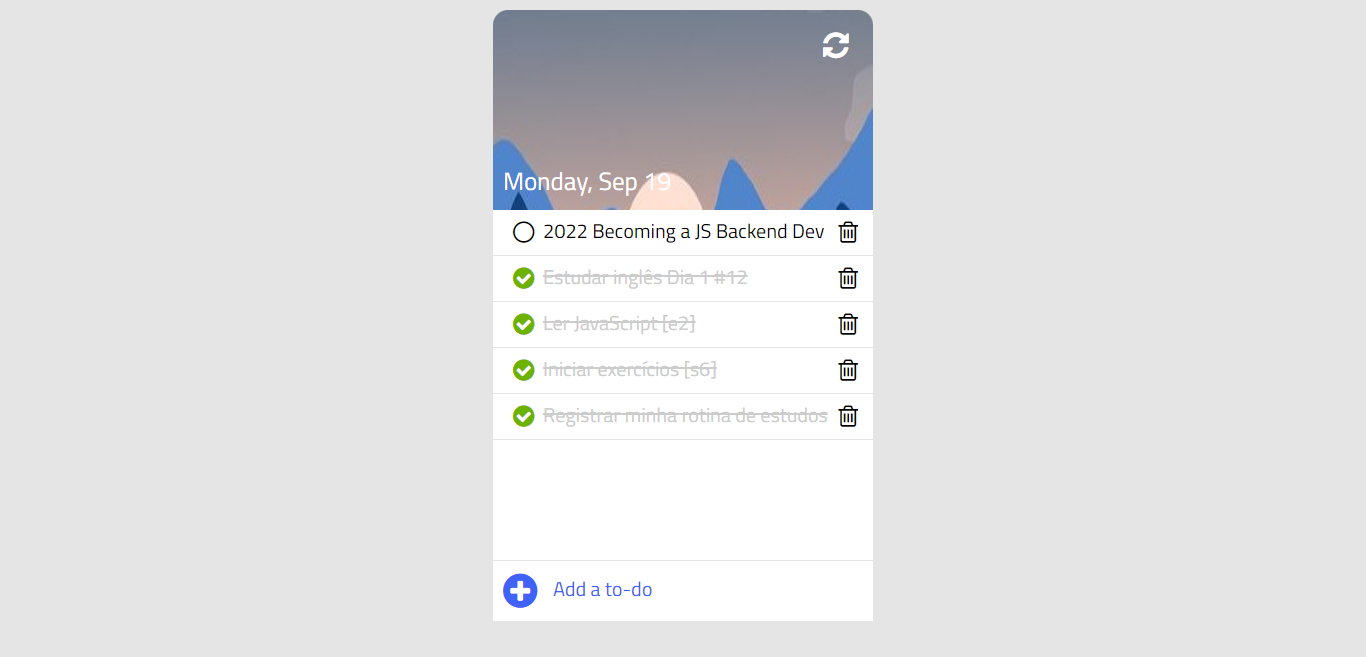 Monday, Sep 19
2022 Becoming a JS Backend Dev
Estudar inglês Dia 1 #12
Ler JavaScript [e2]
Iniciar exercícios [s6]
Registrar minha rotina de estudos
Add a to-do